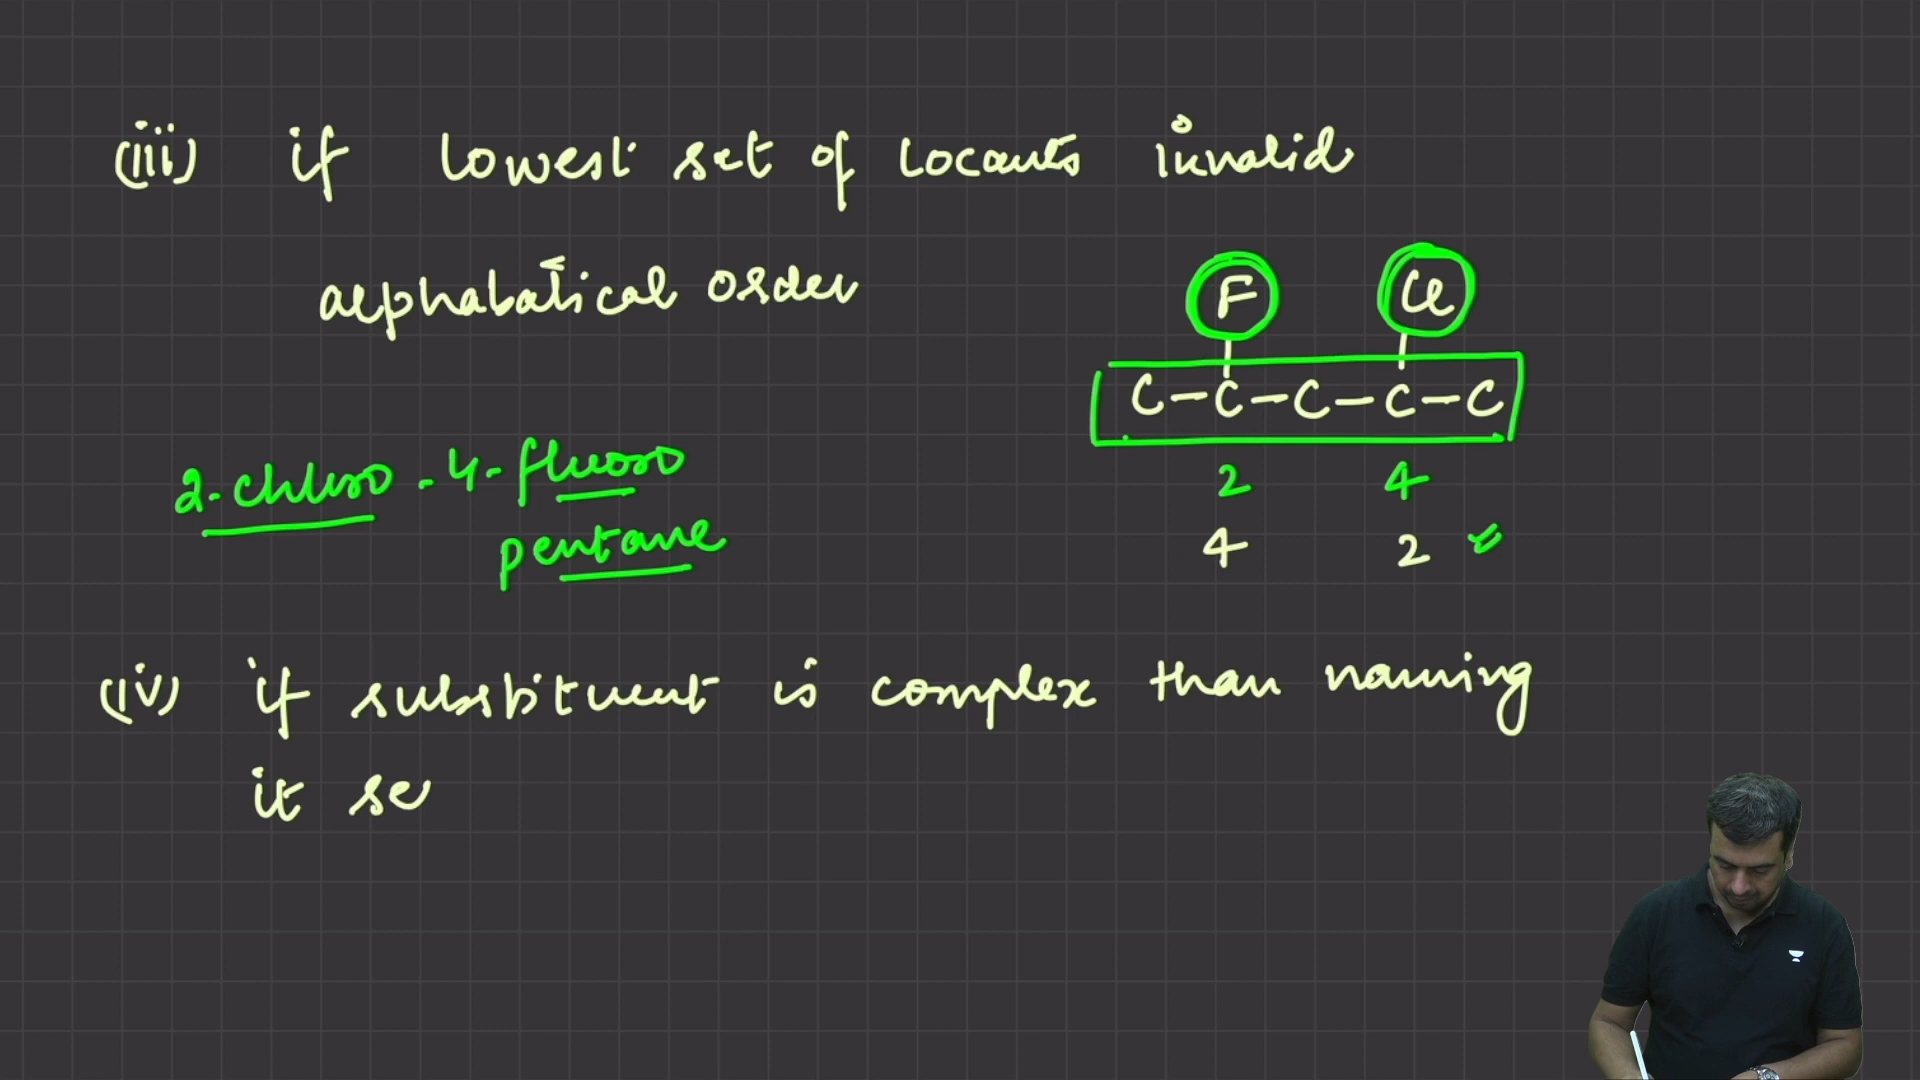 (iii) if lowest set of locants invalid
alphabatical order
F Cl
C-C-C-C-C
2-chloro-4-fluoro
pentane
2 4
4 2
(iv) if substituent is complex than naming
it se